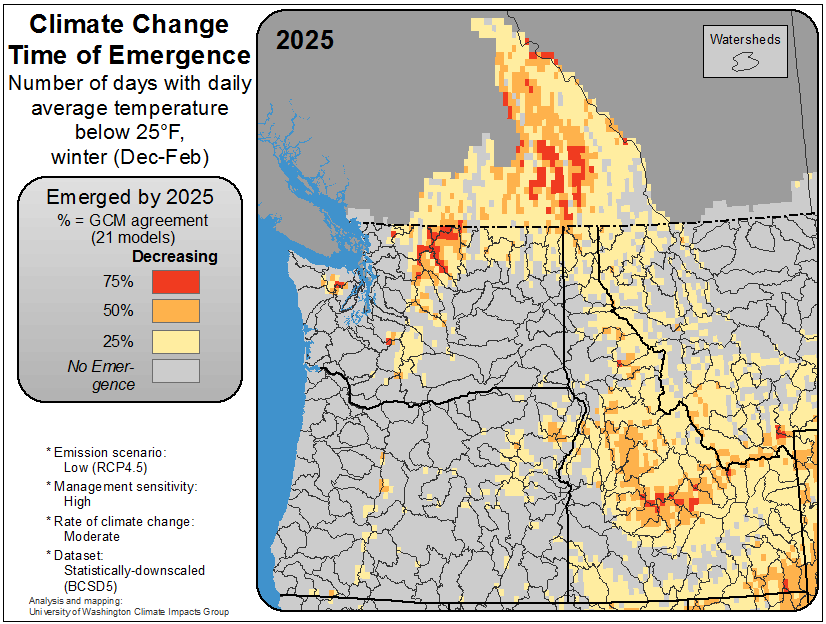 Climate Change
Time of Emergence
Number of days with daily
average temperature
below 25°F,
winter (Dec-Feb)
Emerged by 2025
% = GCM agreement
(21 models)
Decreasing
75%
50%
25%
No Emer-
gence
* Emission scenario:
Low (RCP4.5)
* Management sensitivity:
High
* Rate of climate change:
Moderate
* Dataset:
Statistically-downscaled
(BCSD5)
Analysis and mapping:
University of Washington Climate Impacts Group
2025
Watersheds